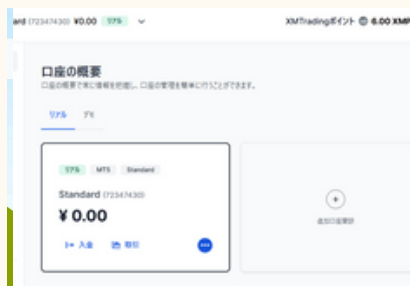 ard (72347430) ¥0.00 リアル
XMTradingポイント 6.00 XMP
口座の概要
口座の概要で常に情報を把握し、口座の管理を簡単に行うことができます。
リアル デモ
リアル MT5 Standard
Standard (72347430)
¥ 0.00
入金 取引
追加口座開設